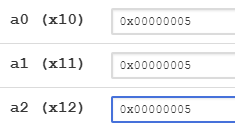 a0 (x10) 0x00000005
a1 (x11) 0x00000005
a2 (x12) 0x00000005